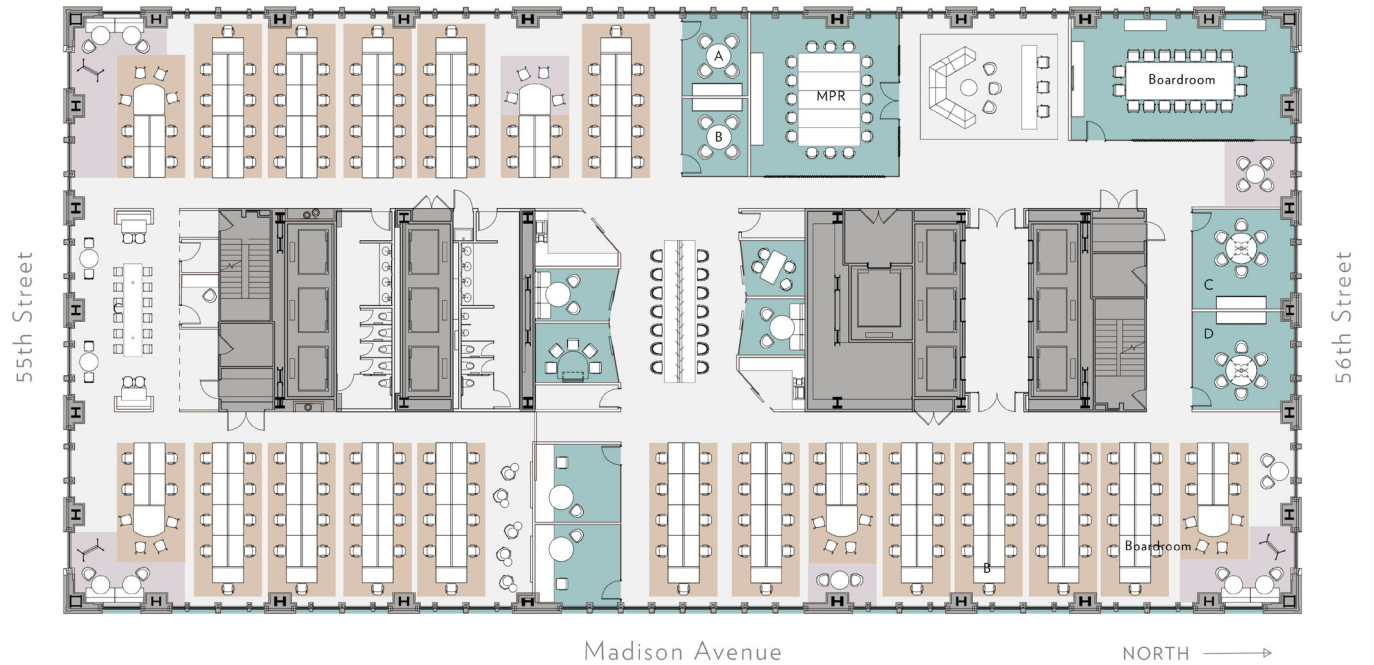 A
B
MPR
Boardroom
C
D
C
B
Boardroom
55th Street
56th Street
Madison Avenue
NORTH